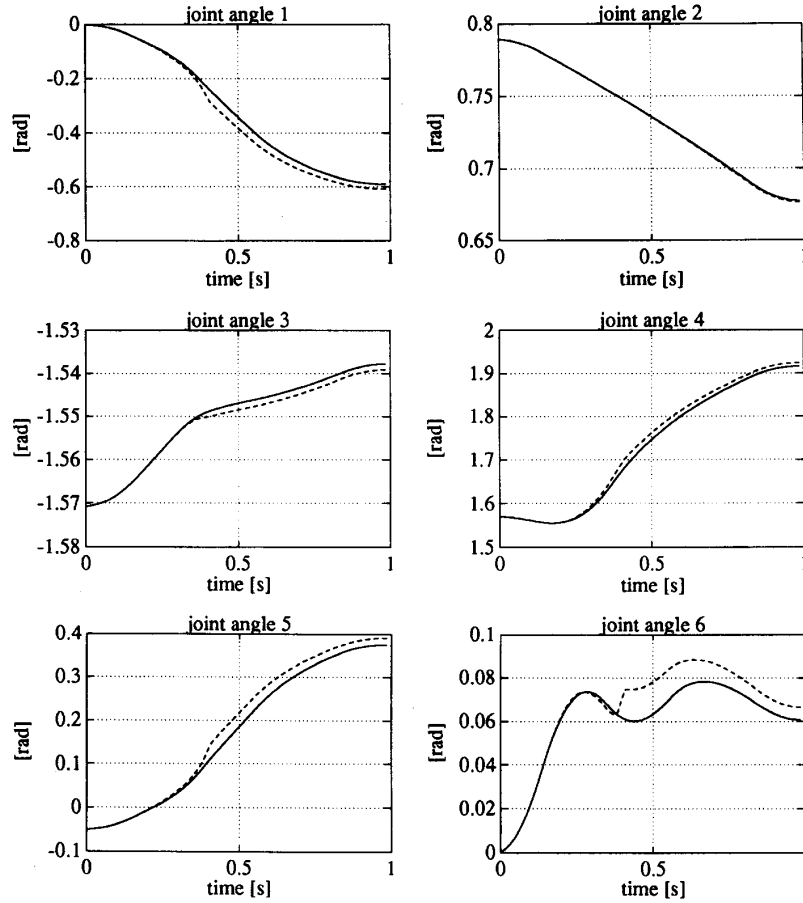 joint angle 1
0
-0.2
-0.4
-0.6
-0.8
[rad]
0
0.5
1
time [s]
joint angle 2
0.8
0.75
0.7
0.65
[rad]
0
0.5
1
time [s]
joint angle 3
-1.53
-1.54
-1.55
-1.56
-1.57
-1.58
[rad]
0
0.5
1
time [s]
joint angle 4
2
1.9
1.8
1.7
1.6
1.5
[rad]
0
0.5
1
time [s]
joint angle 5
0.4
0.3
0.2
0.1
0
-0.1
[rad]
0
0.5
1
time [s]
joint angle 6
0.1
0.08
0.06
0.04
0.02
0
[rad]
0
0.5
1
time [s]